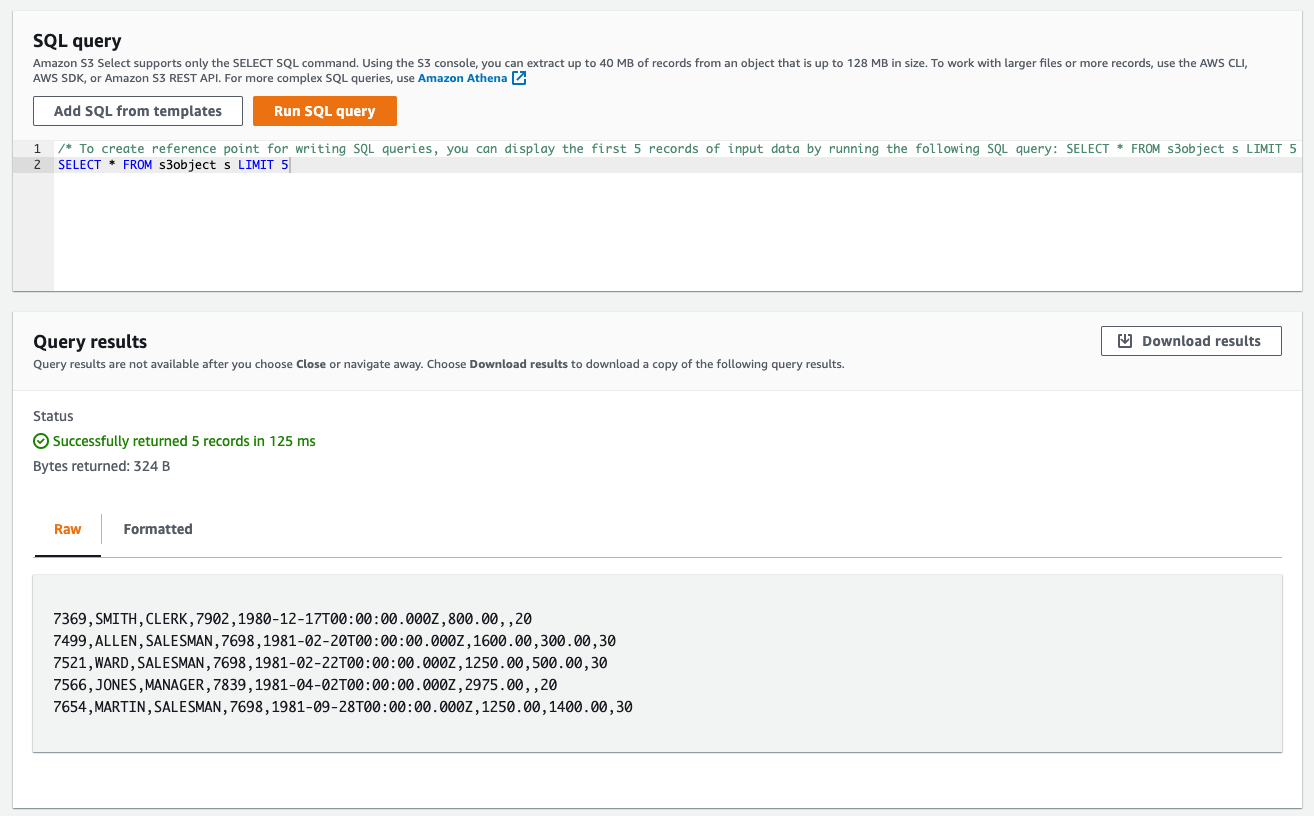 SQL query
Amazon S3 Select supports only the SELECT SQL command. Using the S3 console, you can extract up to 40 MB of records from an object that is up to 128 MB in size. To work with larger files or more records, use the AWS CLI,
AWS SDK, or Amazon S3 REST API. For more complex SQL queries, use Amazon Athena
Add SQL from templates
Run SQL query
1 /* To create reference point for writing SQL queries, you can display the first 5 records of input data by running the following SQL query: SELECT * FROM s3object s LIMIT 5
2 SELECT * FROM s3object s LIMIT 5
Query results
Query results are not available after you choose Close or navigate away. Choose Download results to download a copy of the following query results.
Download results
Status
Successfully returned 5 records in 125 ms
Bytes returned: 324 B
Raw
Formatted
7369,SMITH,CLERK,7902,1980-12-17T00:00:00.000Z,800.00,,20
7499,ALLEN,SALESMAN,7698,1981-02-20T00:00:00.000Z,1600.00,300.00,30
7521,WARD,SALESMAN,7698,1981-02-22T00:00:00.000Z,1250.00,500.00,30
7566,JONES,MANAGER,7839,1981-04-02T00:00:00.000Z,2975.00,,20
7654,MARTIN,SALESMAN,7698,1981-09-28T00:00:00.000Z,1250.00,1400.00,30